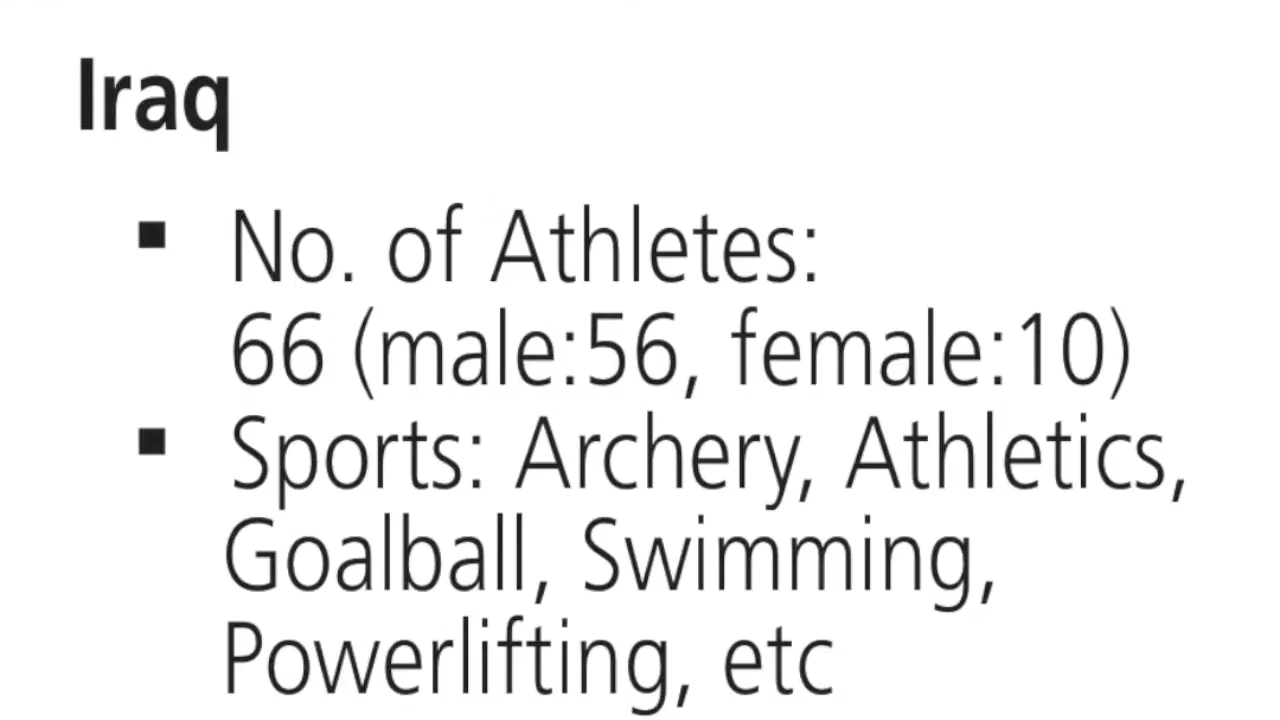 Iraq
▪ No. of Athletes:
66 (male:56, female:10)
▪ Sports: Archery, Athletics,
Goalball, Swimming,
Powerlifting, etc